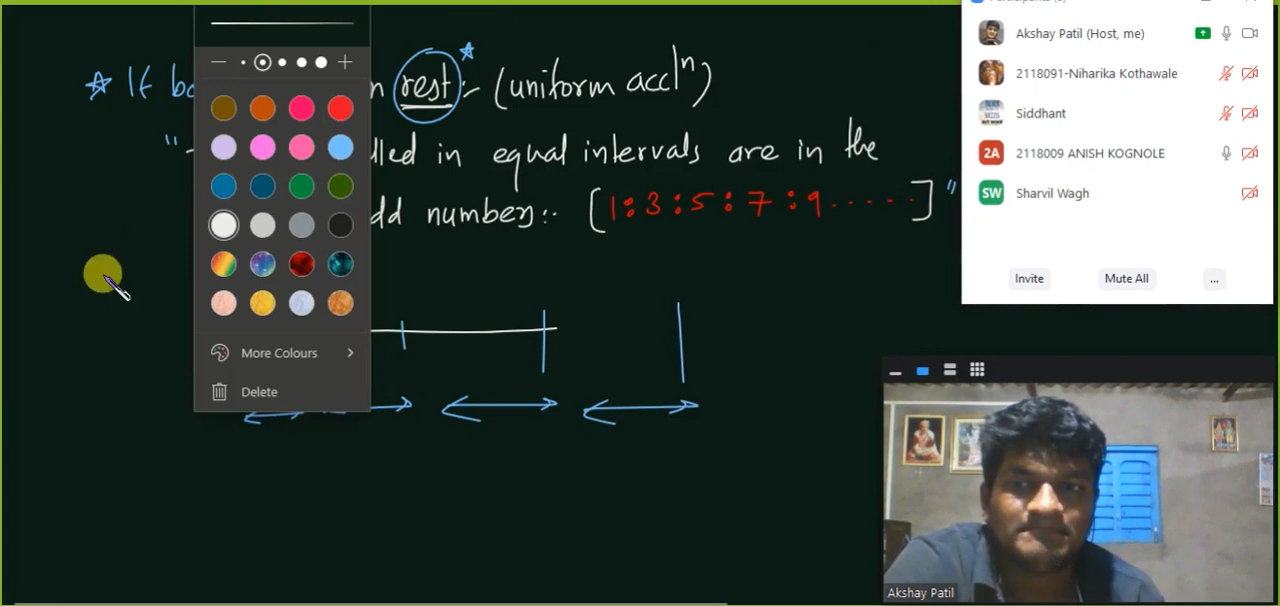 If bo n rest :- (uniform accl^n)
"- lled in equal intervals are in the
dd number :- [1:3:5:7:9.....]"
More Colours
Delete
Akshay Patil (Host, me)
2118091-Niharika Kothawale
Siddhant
2A 2118009 ANISH KOGNOLE
SW Sharvil Wagh
Invite Mute All ...
Akshay Patil